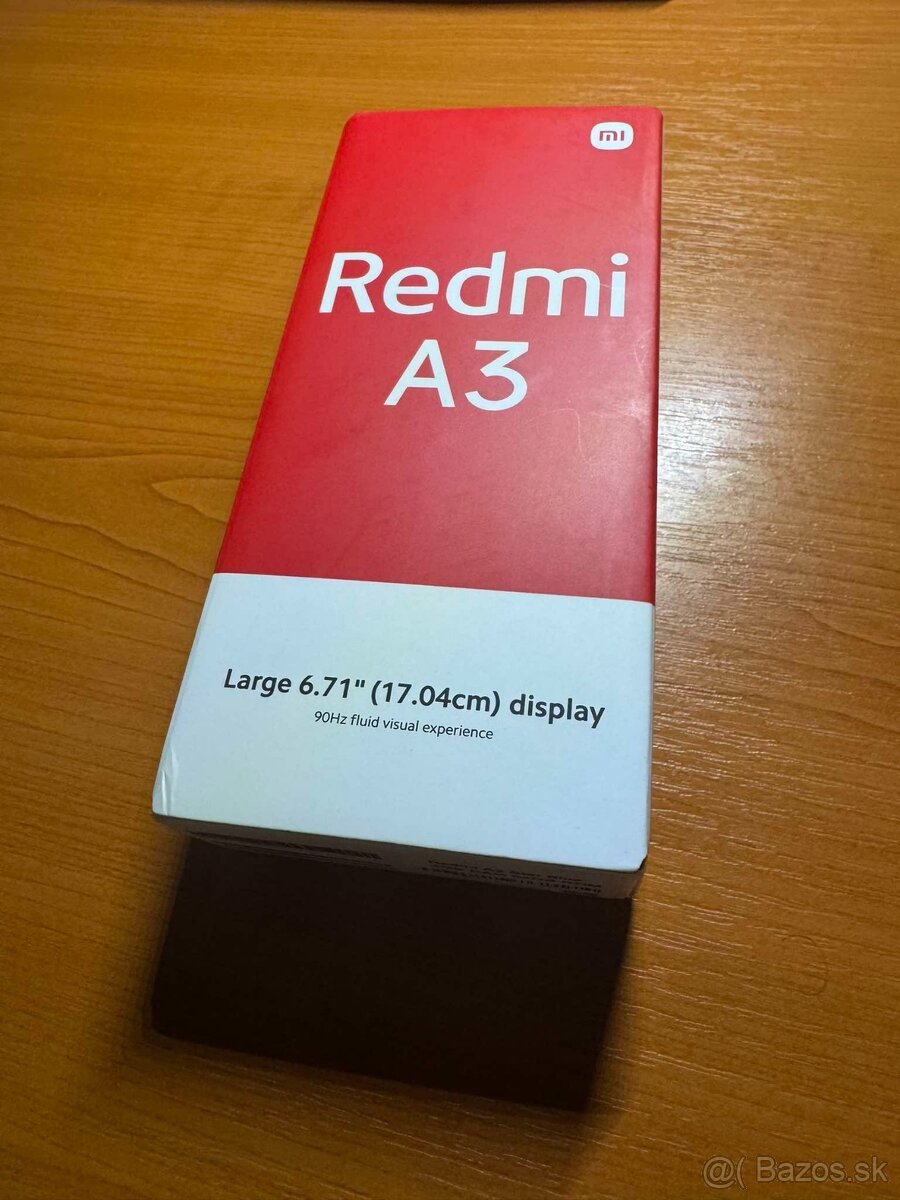 mi
Redmi
A3
Large 6.71" (17.04cm) display
90Hz fluid visual experience
@( Bazos.sk